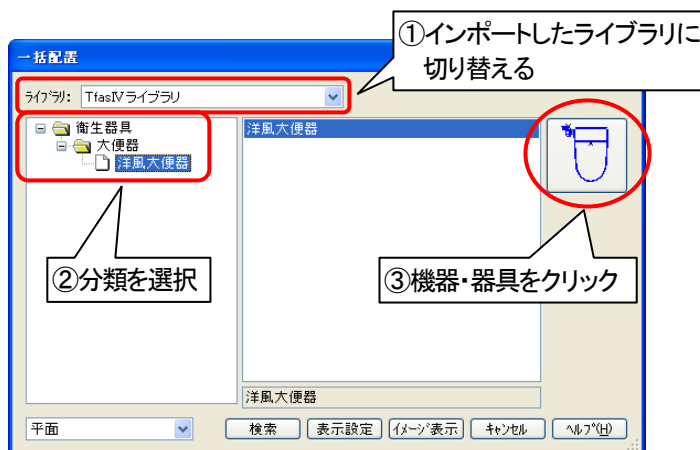 ①インポートしたライブラリに
切り替える
一括配置
ﾗｲﾌﾞﾗﾘ: TfasⅣライブラリ
衛生器具
大便器
洋風大便器
洋風大便器
②分類を選択
③機器・器具をクリック
洋風大便器
平面
検索 表示設定 ｲﾒｰｼﾞ表示 ｷｬﾝｾﾙ ﾍﾙﾌﾟ(H)